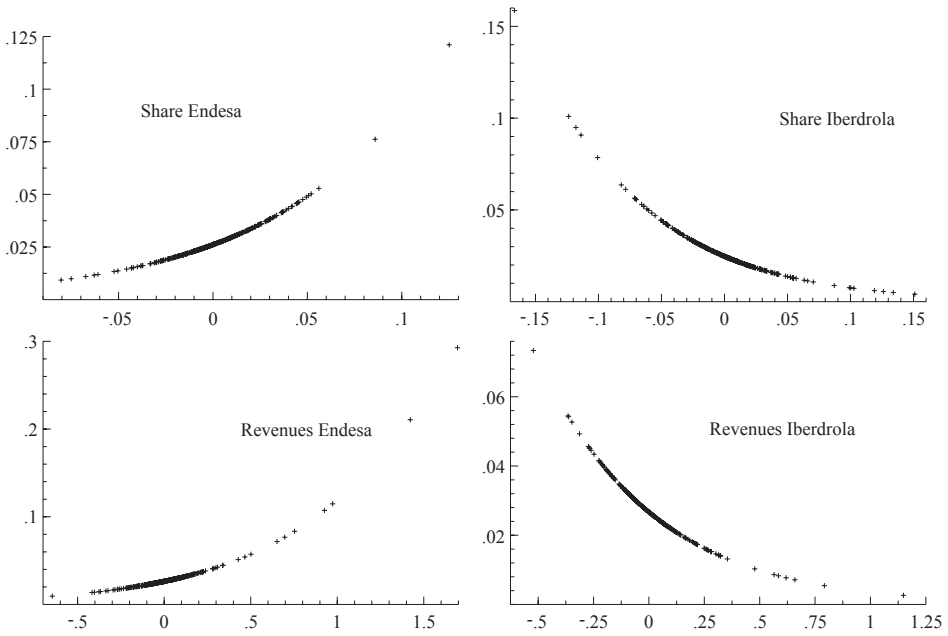 .125
.1
Share Endesa
.075
.05
.025
-.05 0 .05 .1
.15
.1
Share Iberdrola
.05
-.15 -.1 -.05 0 .05 .1 .15
.3
.2
Revenues Endesa
.1
-.5 0 .5 1 1.5
.06
Revenues Iberdrola
.04
.02
-.5 -.25 0 .25 .5 .75 1 1.25